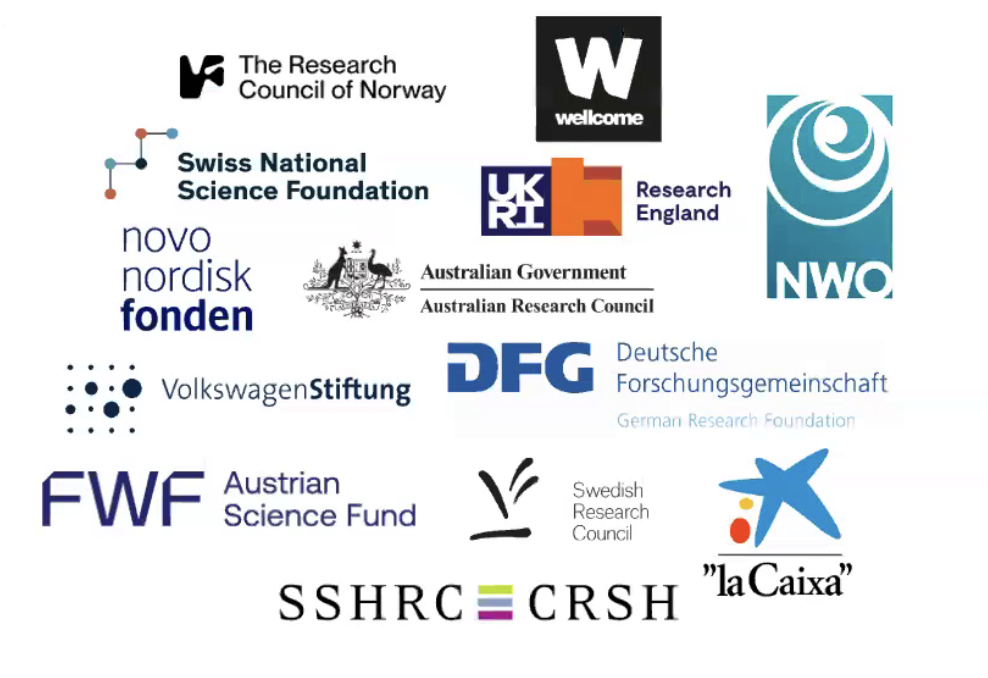 The Research
Council of Norway
W
wellcome
Swiss National
Science Foundation
UK
RI
Research
England
NWO
novo
nordisk
fonden
Australian Government
Australian Research Council
VolkswagenStiftung
DFG
Deutsche
Forschungsgemeinschaft
German Research Foundation
FWF
Austrian
Science Fund
Swedish
Research
Council
"la Caixa"
SSHRC CRSH